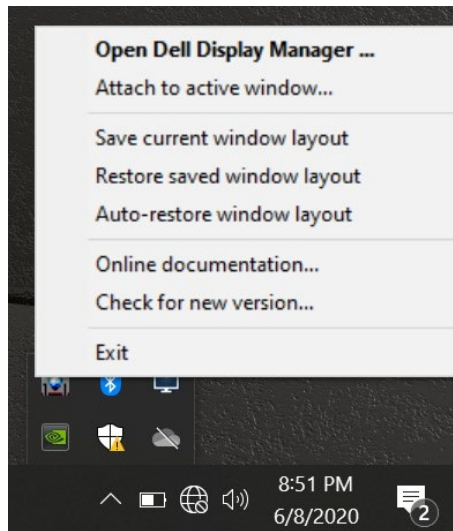 Open Dell Display Manager ...
Attach to active window...
Save current window layout
Restore saved window layout
Auto-restore window layout
Online documentation...
Check for new version...
Exit
8:51 PM
6/8/2020
2